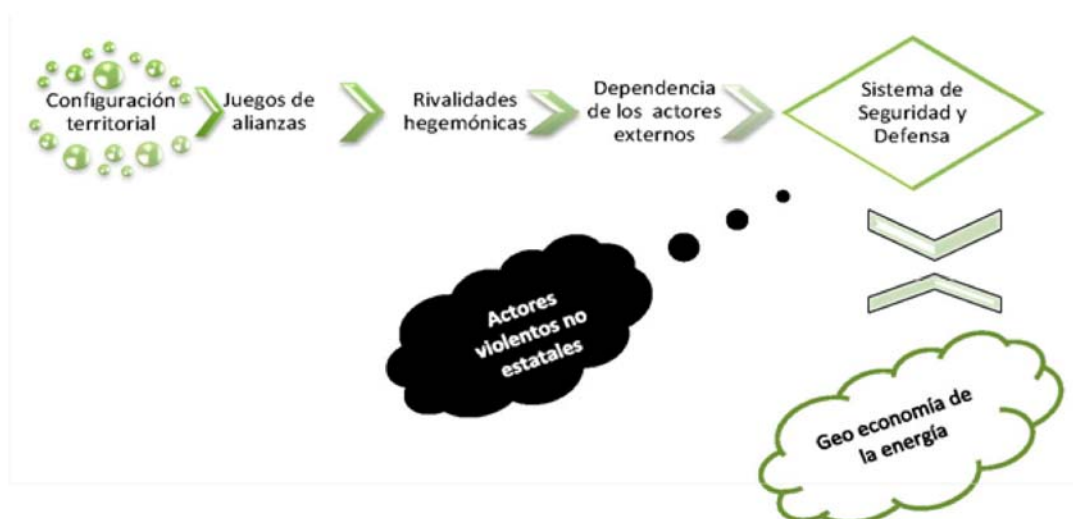 Configuración
territorial
Juegos de
alianzas
Rivalidades
hegemónicas
Dependencia
de los actores
externos
Sistema de
Seguridad y
Defensa
Actores
violentos no
estatales
Geo economía de
la energía